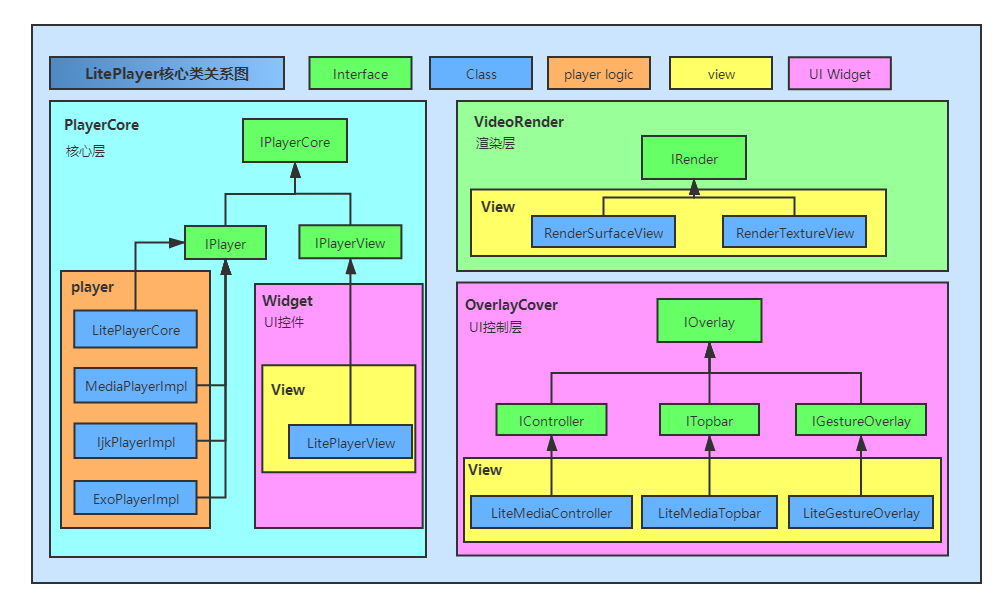 LitePlayer核心类关系图
Interface
Class
player logic
view
UI Widget
PlayerCore
核心层
IPlayerCore
IPlayer
IPlayerView
player
LitePlayerCore
MediaPlayerImpl
IjkPlayerImpl
ExoPlayerImpl
Widget
UI控件
View
LitePlayerView
VideoRender
渲染层
IRender
View
RenderSurfaceView
RenderTextureView
OverlayCover
UI控制层
IOverlay
IController
ITopbar
IGestureOverlay
View
LiteMediaController
LiteMediaTopbar
LiteGestureOverlay